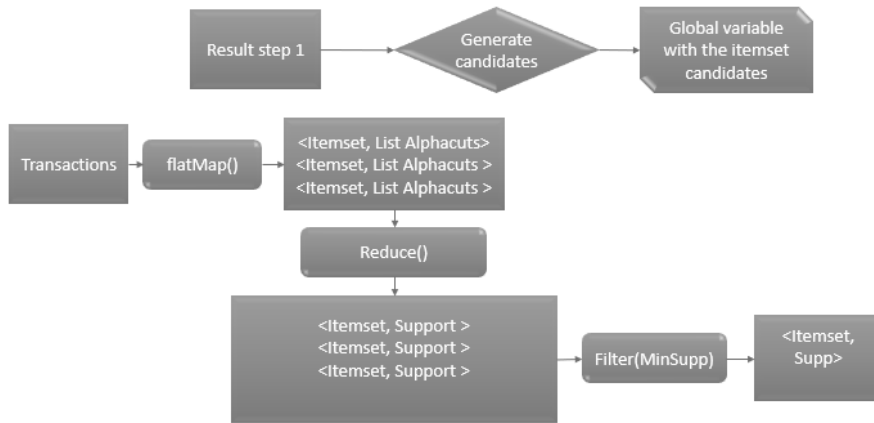 Result step 1
Generate
candidates
Global variable
with the itemset
candidates
Transactions
flatMap()
<Itemset, List Alphacuts>
<Itemset, List Alphacuts >
<Itemset, List Alphacuts >
Reduce()
<Itemset, Support >
<Itemset, Support >
<Itemset, Support >
Filter(MinSupp)
<Itemset,
Supp>